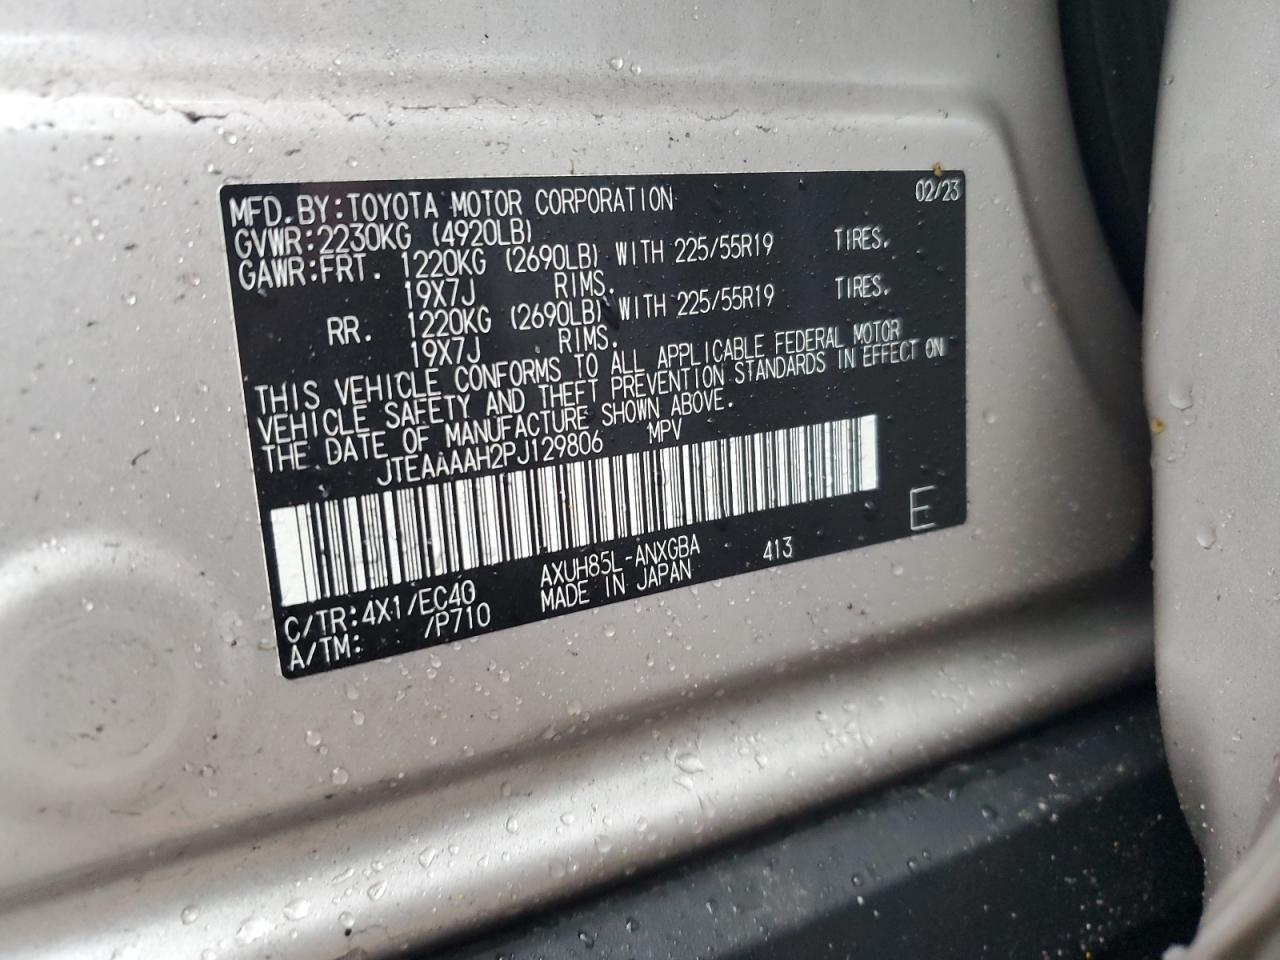 MFD.BY:TOYOTA MOTOR CORPORATION 02/23
GVWR:2230KG (4920LB)
GAWR:FRT. 1220KG (2690LB) WITH 225/55R19 TIRES.
19X7J RIMS.
RR. 1220KG (2690LB) WITH 225/55R19 TIRES.
19X7J RIMS.
THIS VEHICLE CONFORMS TO ALL APPLICABLE FEDERAL MOTOR
VEHICLE SAFETY AND THEFT PREVENTION STANDARDS IN EFFECT ON
THE DATE OF MANUFACTURE SHOWN ABOVE.
JTEAAAAH2PJ129806 MPV
E
C/TR:4X1/EC40 AXUH85L-ANXGBA 413
A/TM: /P710 MADE IN JAPAN